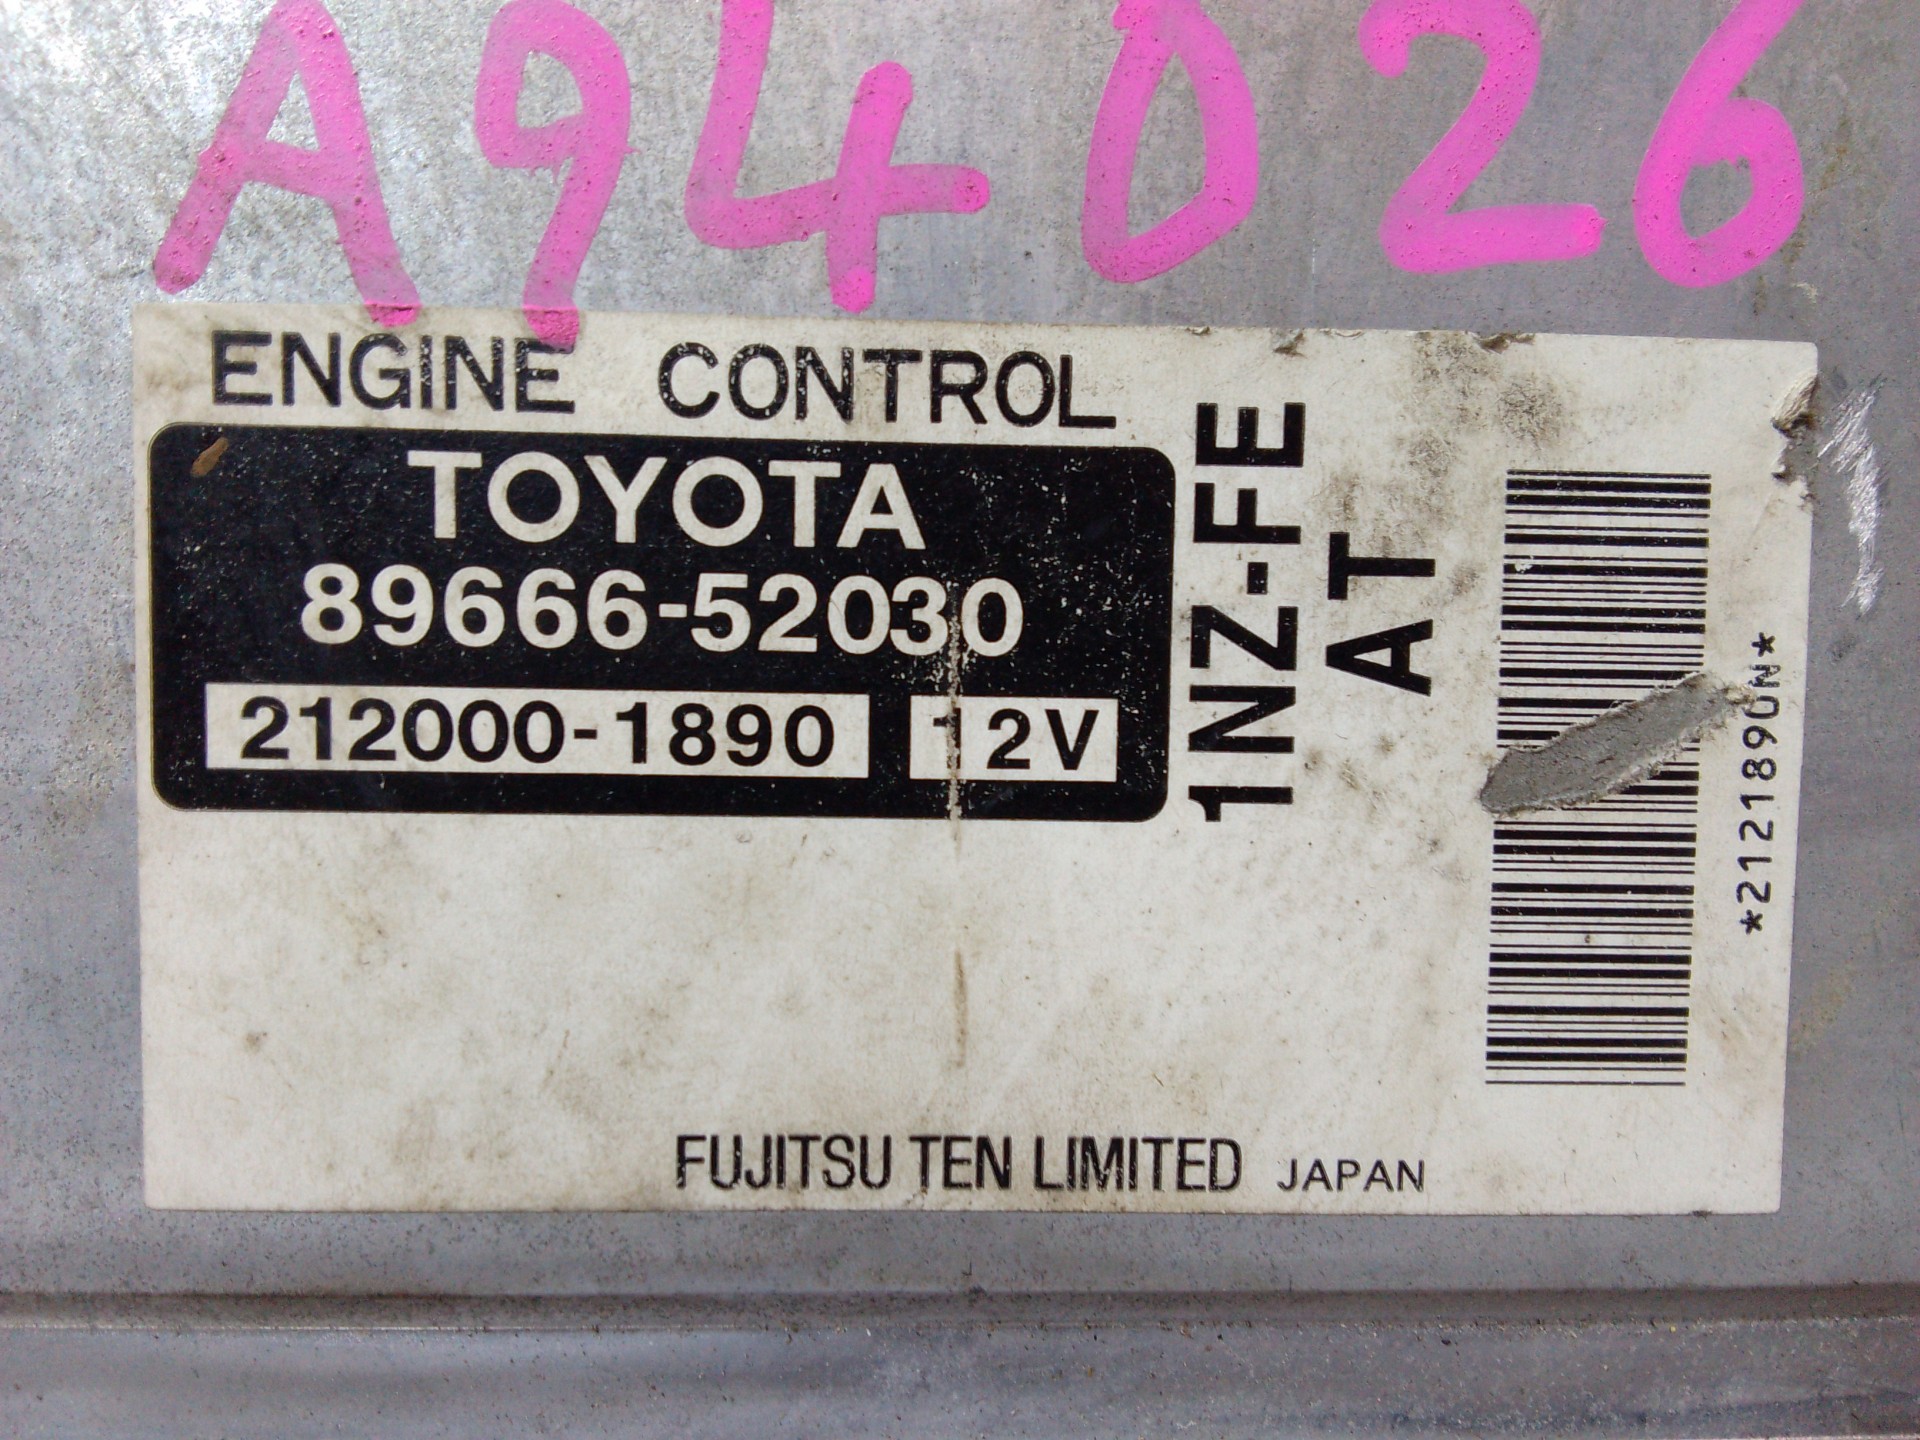 A94026
ENGINE CONTROL
TOYOTA
89666-52030
212000-1890 12V
1NZ-FE
AT
*2121890N*
FUJITSU TEN LIMITED JAPAN